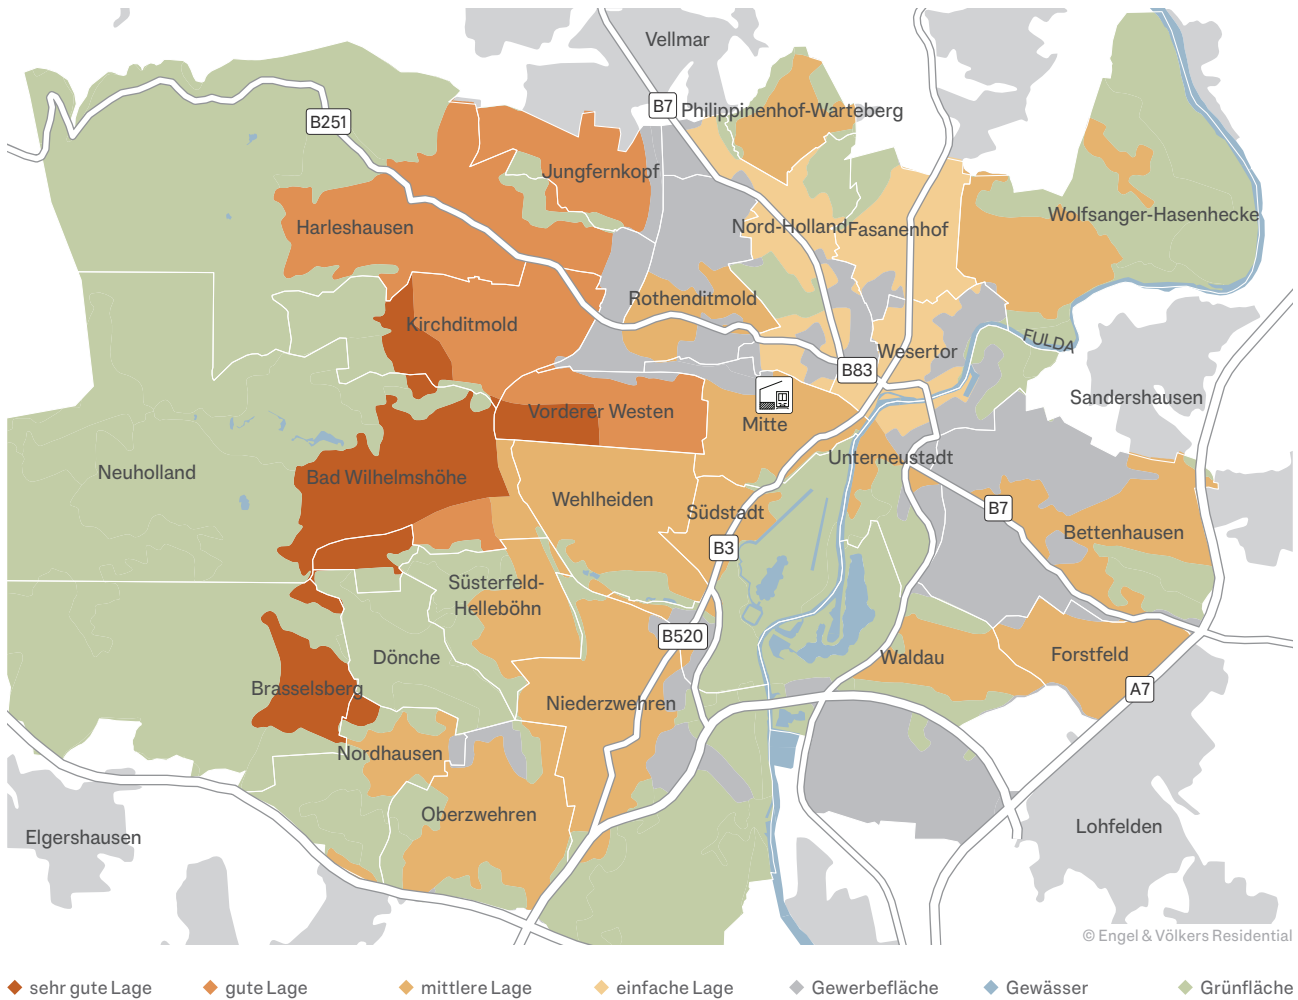 Vellmar
B7
Philippinenhof-Warteberg
B251
Jungfernkopf
Harleshausen
Nord-Holland
Fasanenhof
Wolfsanger-Hasenhecke
Rothenditmold
Kirchditmold
FULDA
Wesertor
B83
Sandershausen
Vorderer Westen
Mitte
Unterneustadt
Neuholland
Bad Wilhelmshöhe
Wehlheiden
Südstadt
B7
Bettenhausen
B3
Süsterfeld-
Helleböhn
B520
Dönche
Waldau
Forstfeld
Brasselsberg
A7
Niederzwehren
Nordhausen
Oberzwehren
Elgershausen
Lohfelden
© Engel & Völkers Residential
sehr gute Lage
gute Lage
mittlere Lage
einfache Lage
Gewerbefläche
Gewässer
Grünfläche